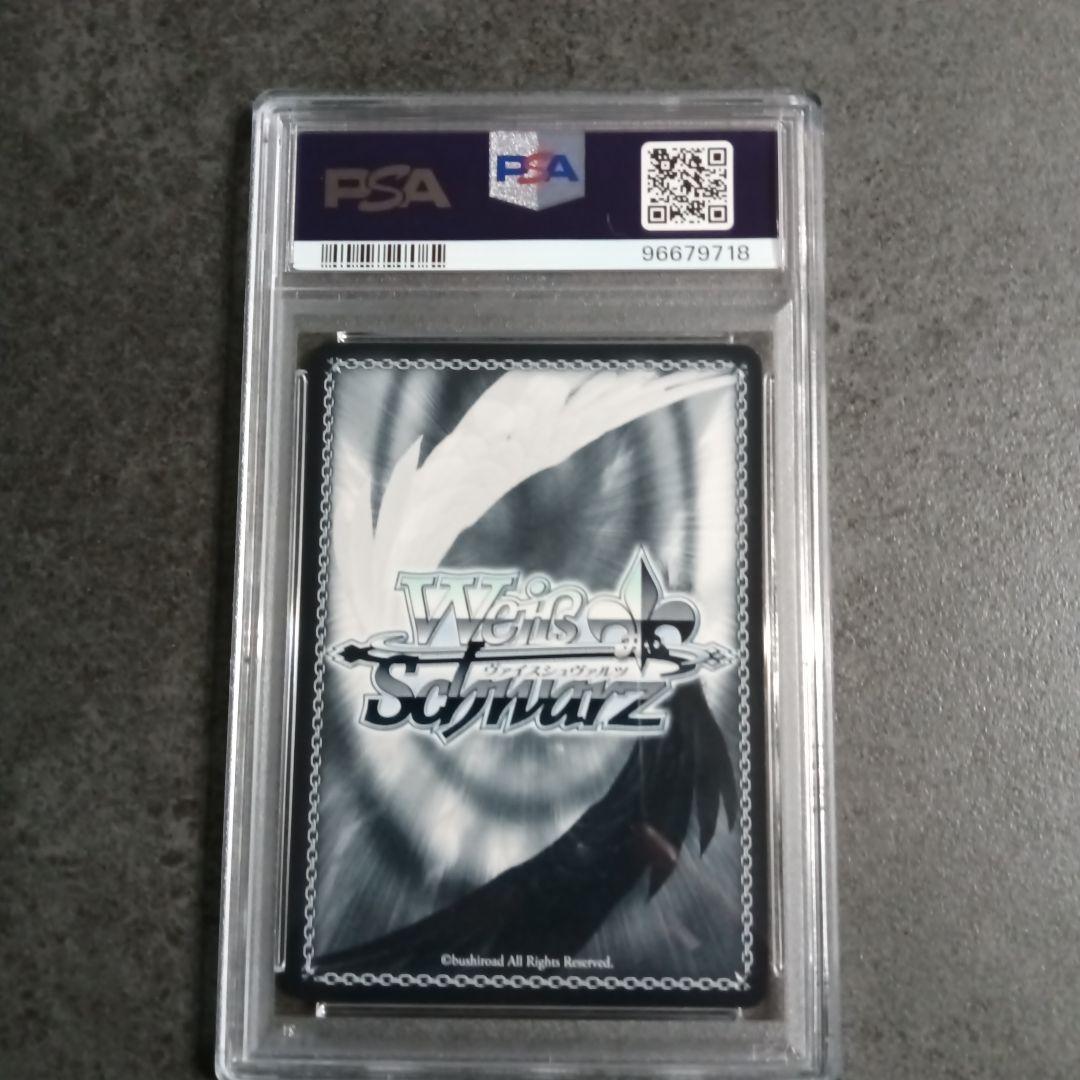 PSA
PSA
96679718
Weiß
ヴァイスシュヴァルツ
Schwarz
©bushiroad All Rights Reserved.